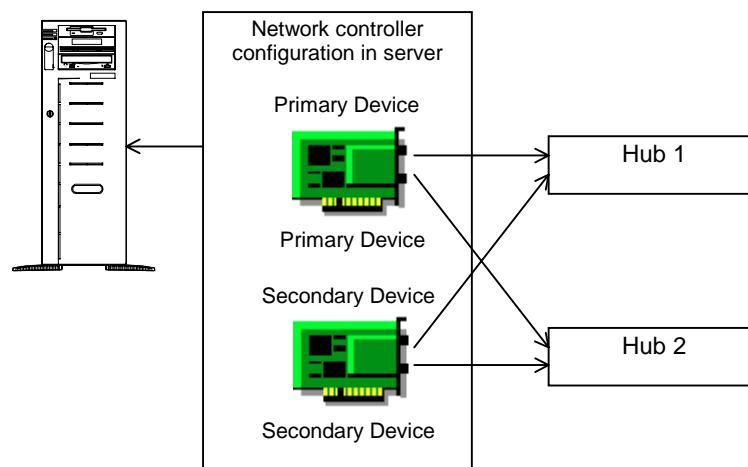 Network controller
configuration in server
Primary Device
Primary Device
Secondary Device
Secondary Device
Hub 1
Hub 2